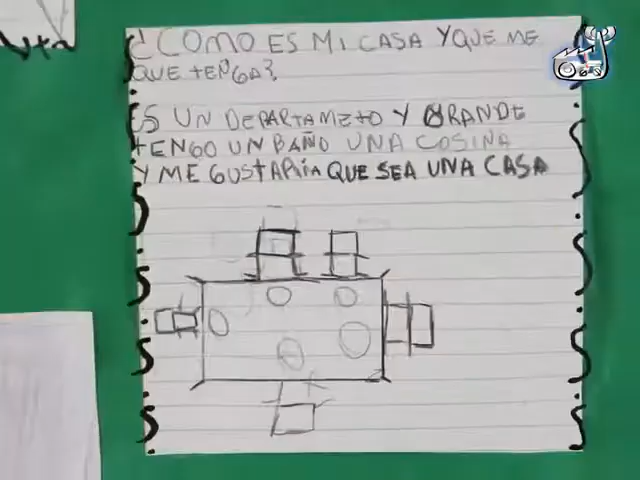 ¿COMO ES MI CASA Y QUE ME
QUE TENGA?
ES UN DEPARTAMETO Y GRANDE
TENGO UN BAÑO UNA COSINA
Y ME GUSTARIA QUE SEA UNA CASA